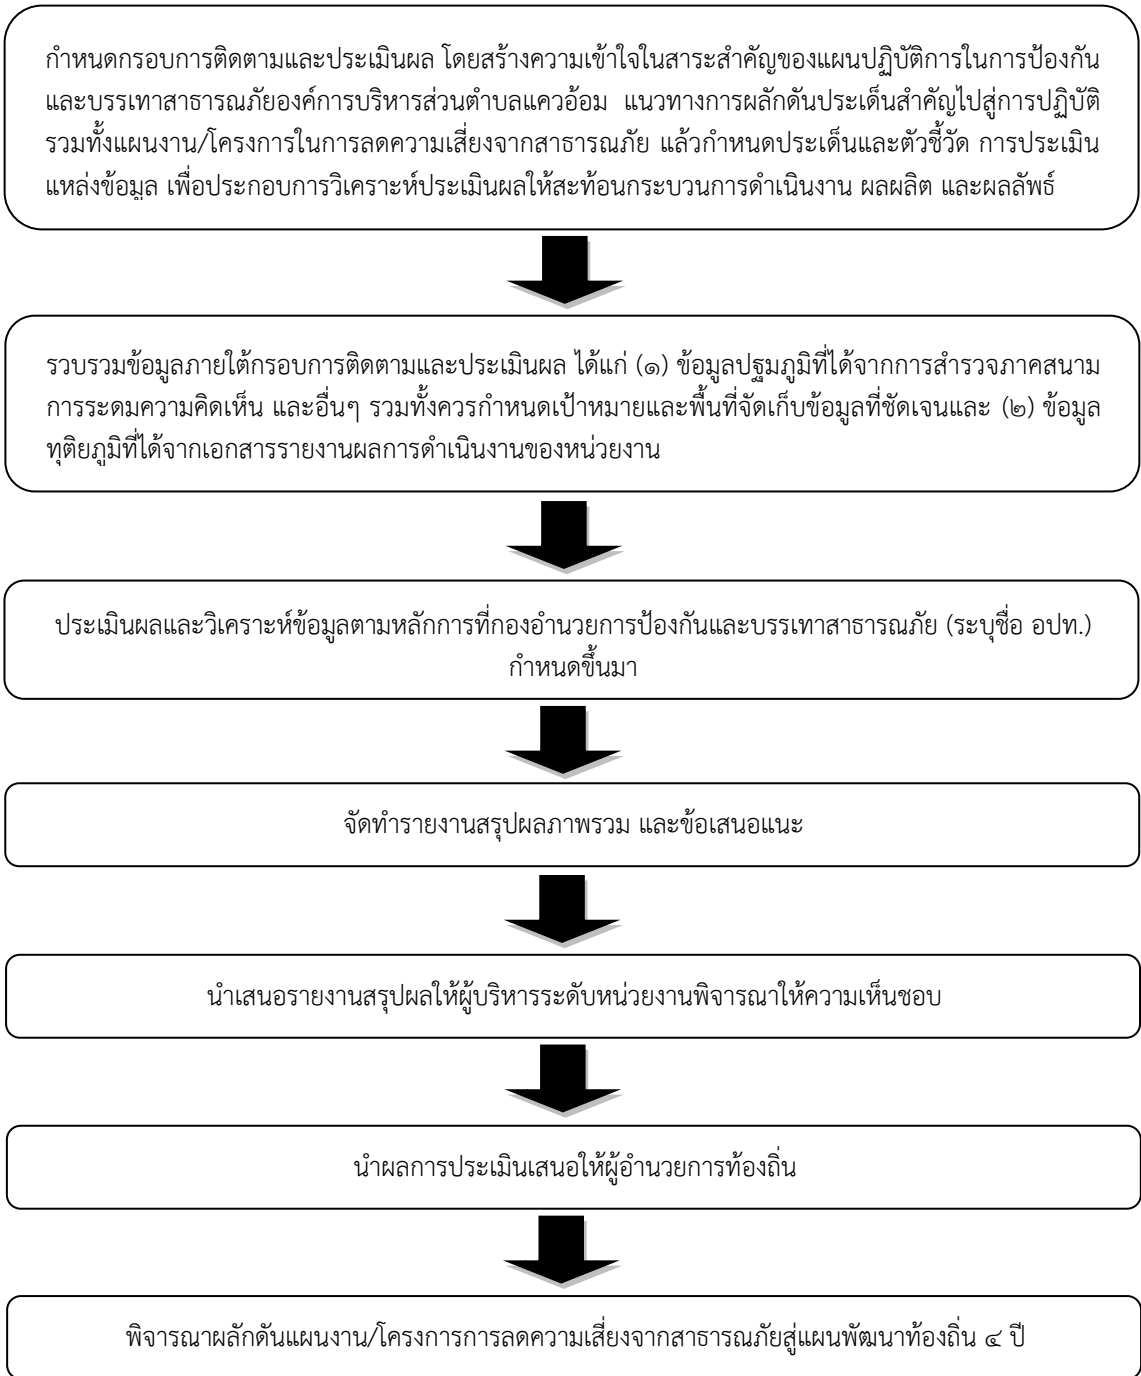 กำหนดกรอบการติดตามและประเมินผล โดยสร้างความเข้าใจในสาระสำคัญของแผนปฏิบัติการในการป้องกัน
และบรรเทาสาธารณภัยองค์การบริหารส่วนตำบลแควอ้อม แนวทางการผลักดันประเด็นสำคัญไปสู่การปฏิบัติ
รวมทั้งแผนงาน/โครงการในการลดความเสี่ยงจากสาธารณภัย แล้วกำหนดประเด็นและตัวชี้วัด การประเมิน
แหล่งข้อมูล เพื่อประกอบการวิเคราะห์ประเมินผลให้สะท้อนกระบวนการดำเนินงาน ผลผลิต และผลลัพธ์
รวบรวมข้อมูลภายใต้กรอบการติดตามและประเมินผล ได้แก่ (๑) ข้อมูลปฐมภูมิที่ได้จากการสำรวจภาคสนาม
การระดมความคิดเห็น และอื่นๆ รวมทั้งควรกำหนดเป้าหมายและพื้นที่จัดเก็บข้อมูลที่ชัดเจนและ (๒) ข้อมูล
ทุติยภูมิที่ได้จากเอกสารรายงานผลการดำเนินงานของหน่วยงาน
ประเมินผลและวิเคราะห์ข้อมูลตามหลักการที่กองอำนวยการป้องกันและบรรเทาสาธารณภัย (ระบุชื่อ อปท.)
กำหนดขึ้นมา
จัดทำรายงานสรุปผลภาพรวม และข้อเสนอแนะ
นำเสนอรายงานสรุปผลให้ผู้บริหารระดับหน่วยงานพิจารณาให้ความเห็นชอบ
นำผลการประเมินเสนอให้ผู้อำนวยการท้องถิ่น
พิจารณาผลักดันแผนงาน/โครงการการลดความเสี่ยงจากสาธารณภัยสู่แผนพัฒนาท้องถิ่น ๔ ปี